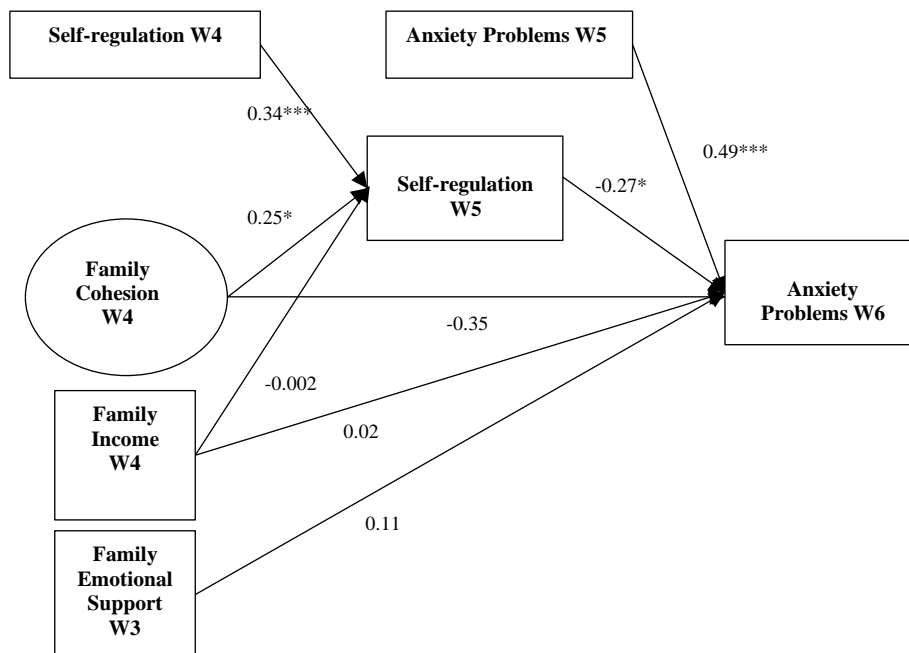 Self-regulation W4
Anxiety Problems W5
0.34***
0.49***
Self-regulation
W5
-0.27*
0.25*
Family
Cohesion
W4
Anxiety
Problems W6
-0.35
-0.002
Family
Income
W4
0.02
0.11
Family
Emotional
Support
W3